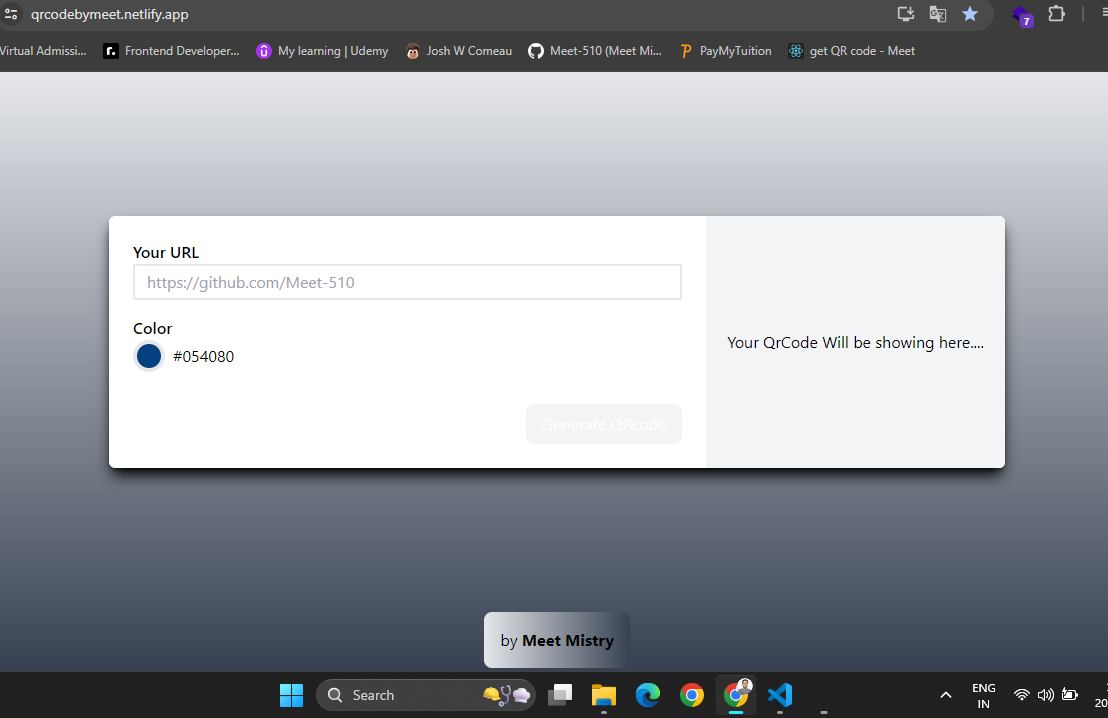 qrcodebymeet.netlify.app
7
Virtual Admissi...
Frontend Developer...
My learning | Udemy
Josh W Comeau
Meet-510 (Meet Mi...
PayMyTuition
get QR code - Meet
Your URL
https://github.com/Meet-510
Color
#054080
Generate QRcode
Your QrCode Will be showing here....
by Meet Mistry
Search
ENG
IN